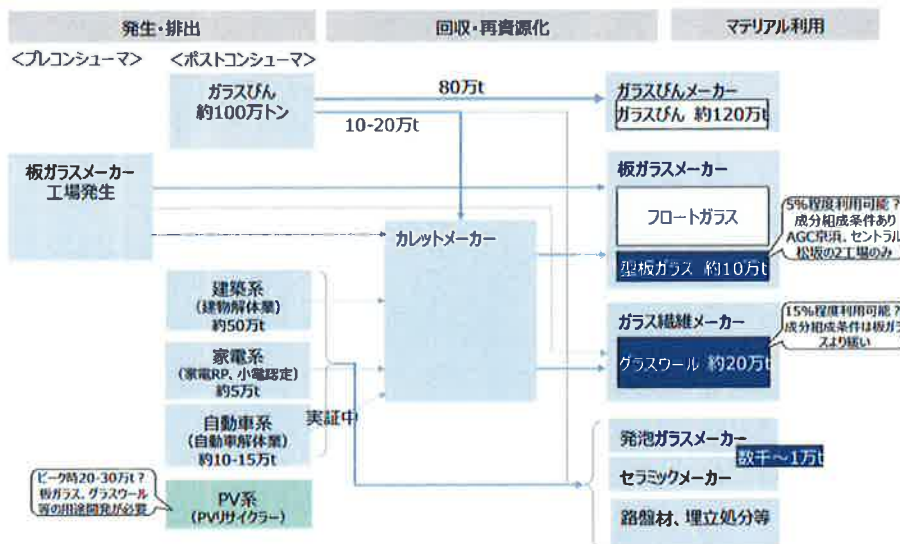 発生・排出
回収・再資源化
マテリアル利用
＜プレコンシューマ＞
＜ポストコンシューマ＞
ガラスびん
約100万トン
80万t
10-20万t
ガラスびんメーカー
ガラスびん 約120万t
板ガラスメーカー
工場発生
板ガラスメーカー
フロートガラス
型板ガラス 約10万t
5%程度利用可能？
成分組成条件あり
AGC京浜、セントラル
松坂の2工場のみ
カレットメーカー
建築系
(建物解体業)
約50万t
家電系
(家電RP、小電認定)
約5万t
自動車系
(自動車解体業)
約10-15万t
実証中
ガラス繊維メーカー
グラスウール 約20万t
15%程度利用可能？
成分組成条件は板ガラ
スより緩い
発泡ガラスメーカー
数千～1万t
セラミックメーカー
路盤材、埋立処分等
ピーク時20-30万t？
板ガラス、グラスウール
等の用途開発が必要
PV系
(PVリサイクラー)